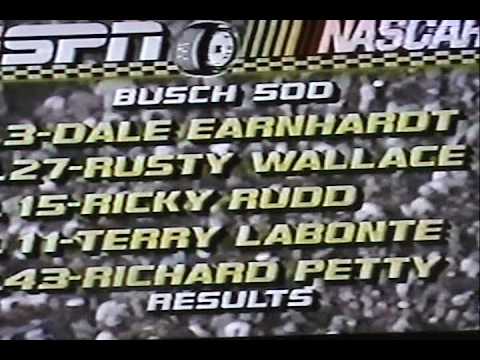 ESPN NASCAR
BUSCH 500
. 3-DALE EARNHARDT
. 27-RUSTY WALLACE
. 15-RICKY RUDD
. 11-TERRY LABONTE
. 43-RICHARD PETTY
RESULTS